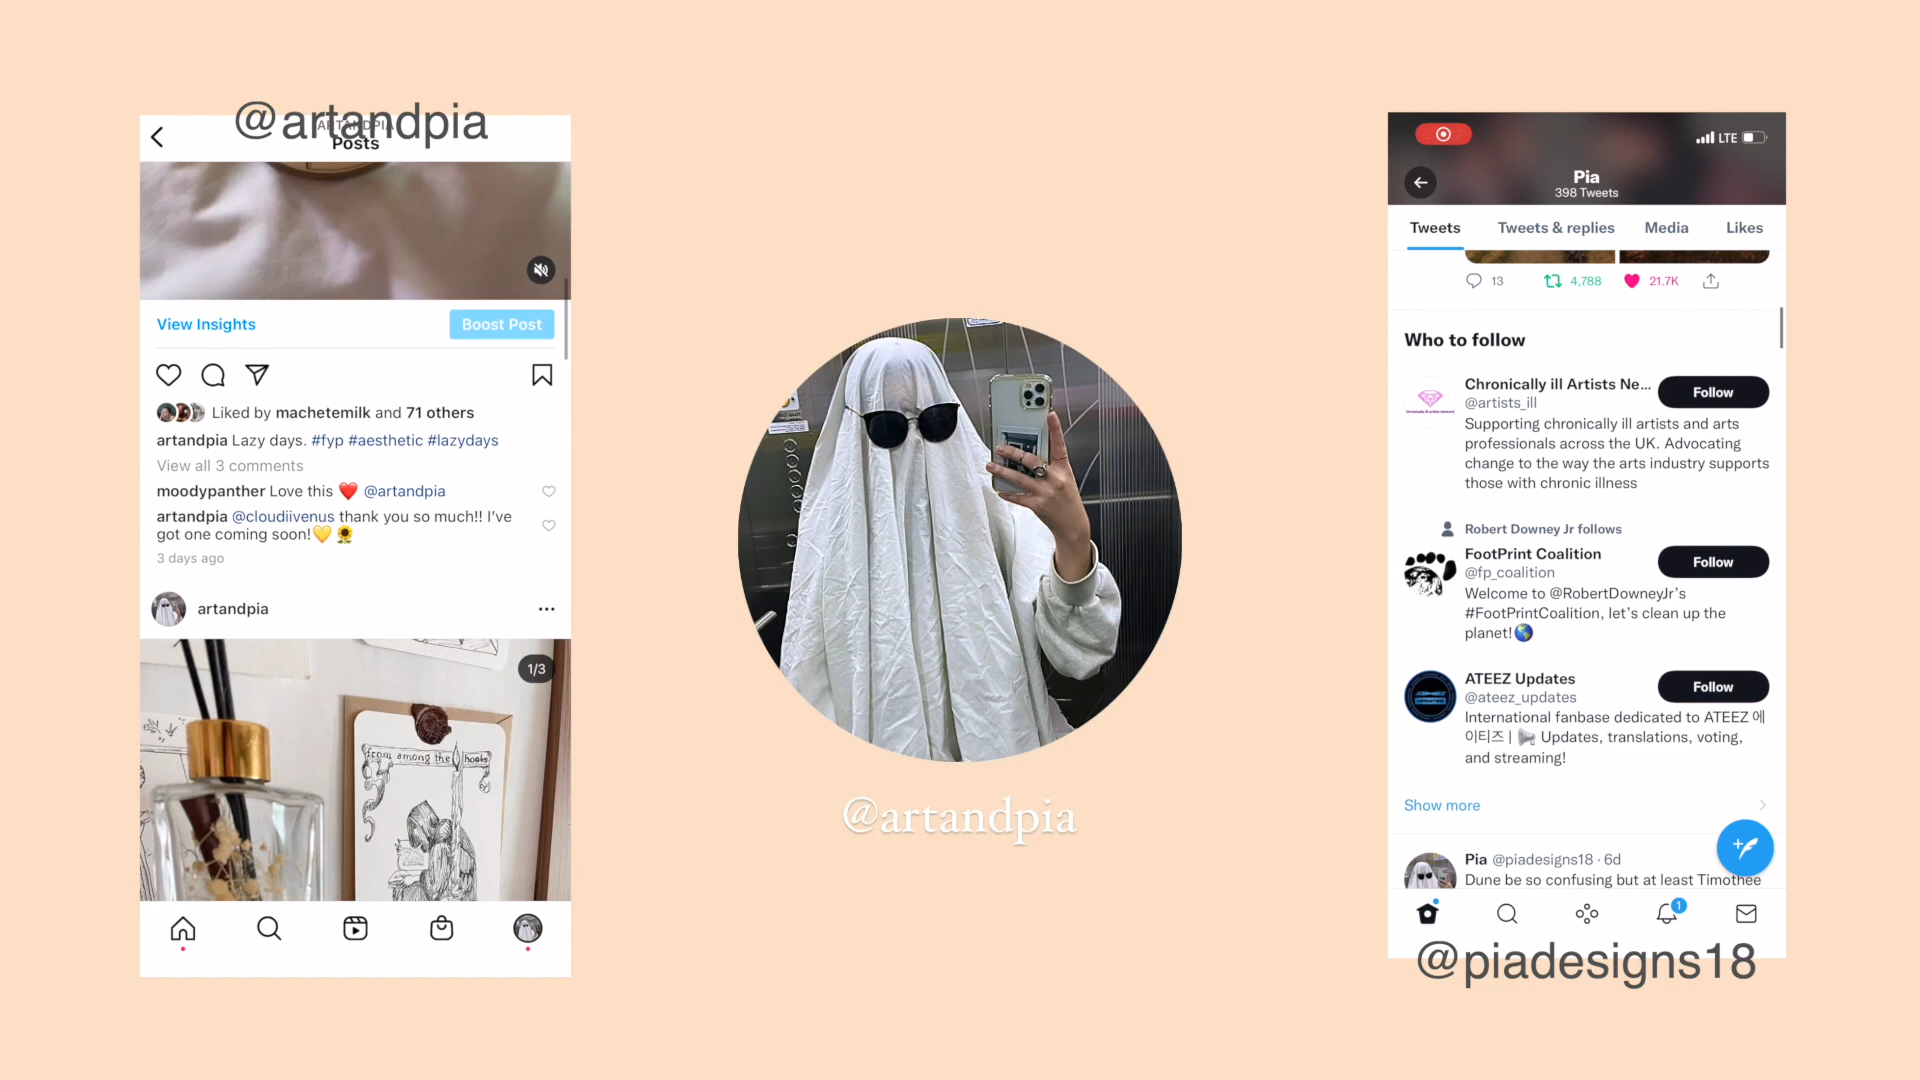 @artandpia
ARTANDPIA
Posts
View Insights
Boost Post
Liked by machetemilk and 71 others
artandpia Lazy days. #fyp #aesthetic #lazydays
View all 3 comments
moodypanther Love this ❤️ @artandpia
artandpia @cloudiivenus thank you so much!! I've
got one coming soon!💛🌻
3 days ago
artandpia
1/3
from among the books
@artandpia
LTE
Pia
398 Tweets
Tweets
Tweets & replies
Media
Likes
13
4,788
21.7K
Who to follow
Chronically ill Artists Ne...
Follow
@artists_ill
Supporting chronically ill artists and arts
professionals across the UK. Advocating
change to the way the arts industry supports
those with chronic illness
Robert Downey Jr follows
FootPrint Coalition
Follow
@fp_coalition
Welcome to @RobertDowneyJr's
#FootPrintCoalition, let's clean up the
planet!🌎
ATEEZ Updates
Follow
@ateez_updates
International fanbase dedicated to ATEEZ 에
이티즈 | 📢 Updates, translations, voting,
and streaming!
Show more
Pia @piadesigns18 · 6d
Dune be so confusing but at least Timothee
1
@piadesigns18